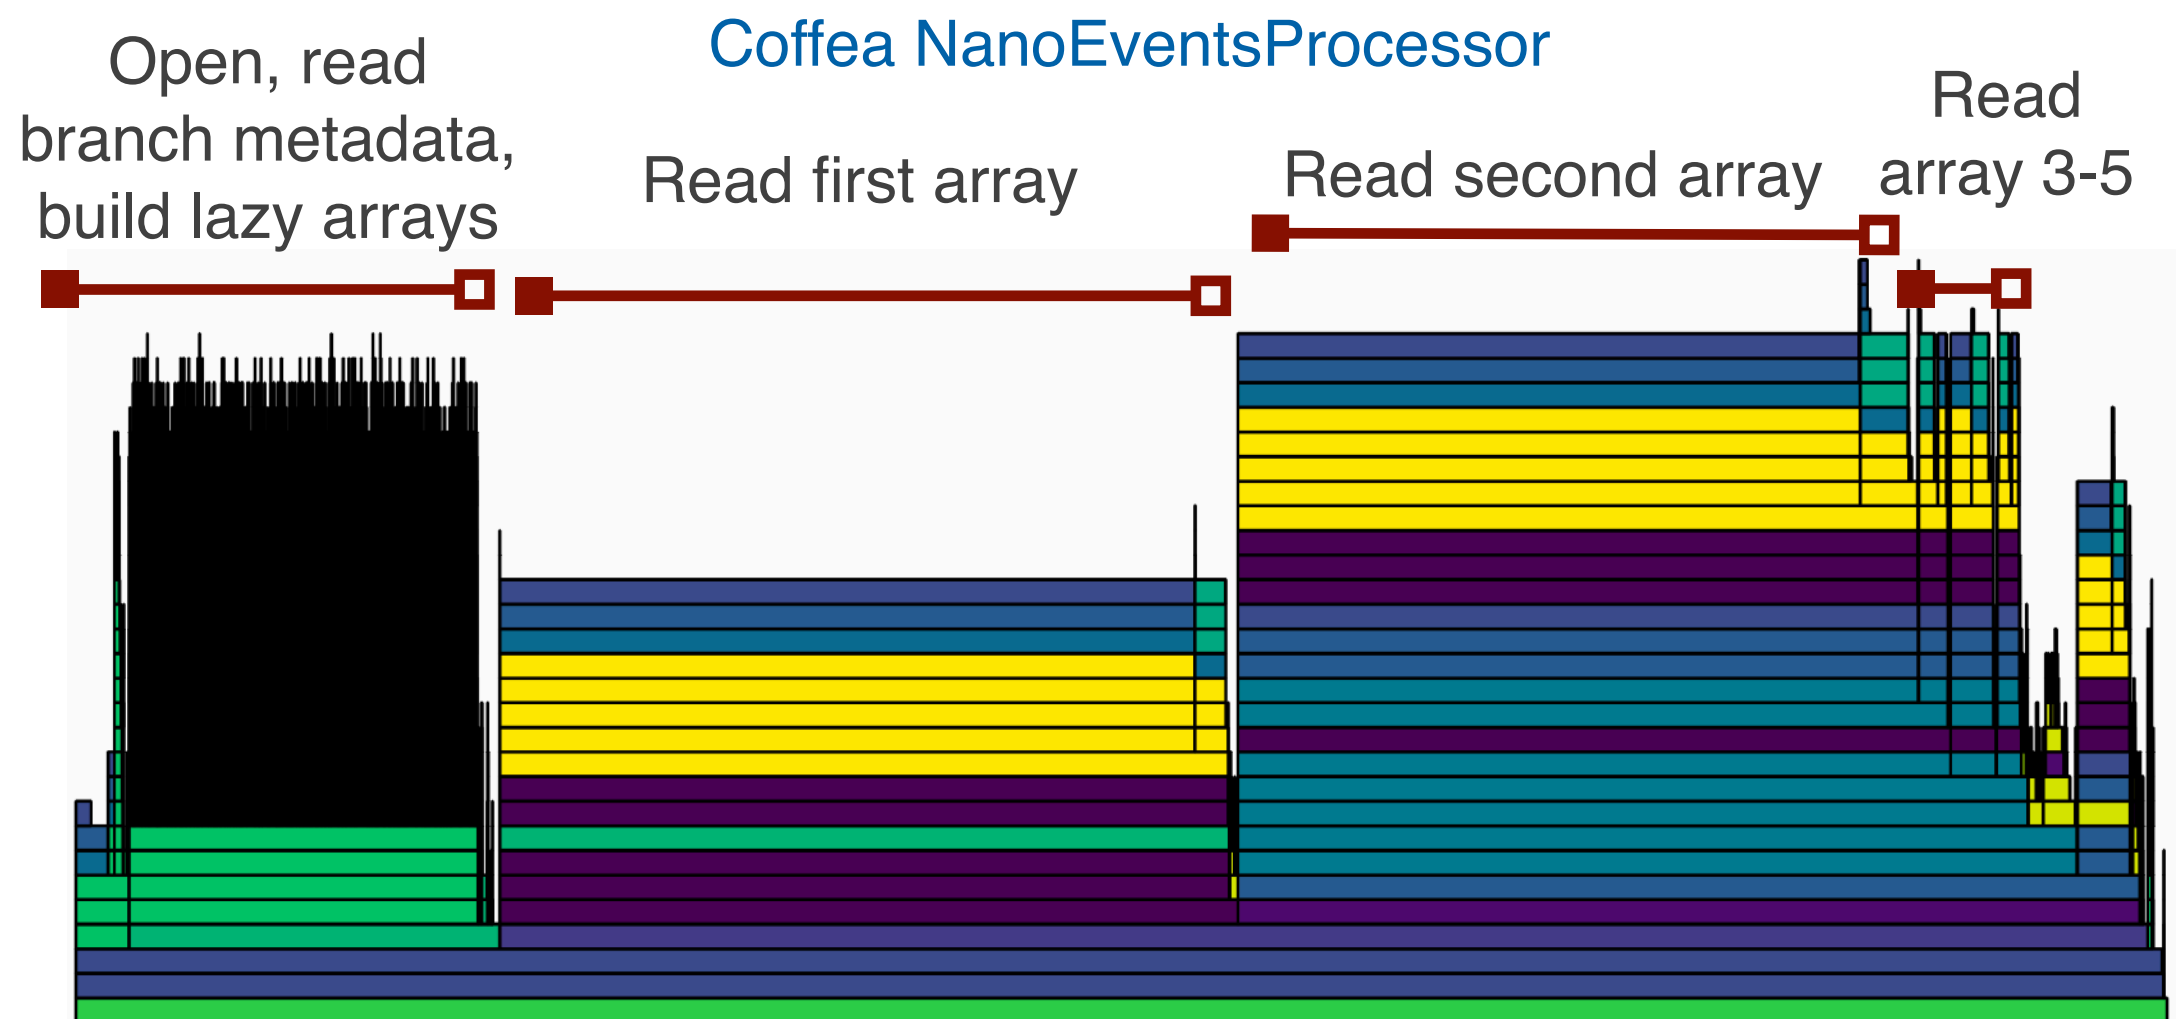 Coffea NanoEventsProcessor
Open, read
branch metadata,
build lazy arrays
Read first array
Read second array
Read
array 3-5